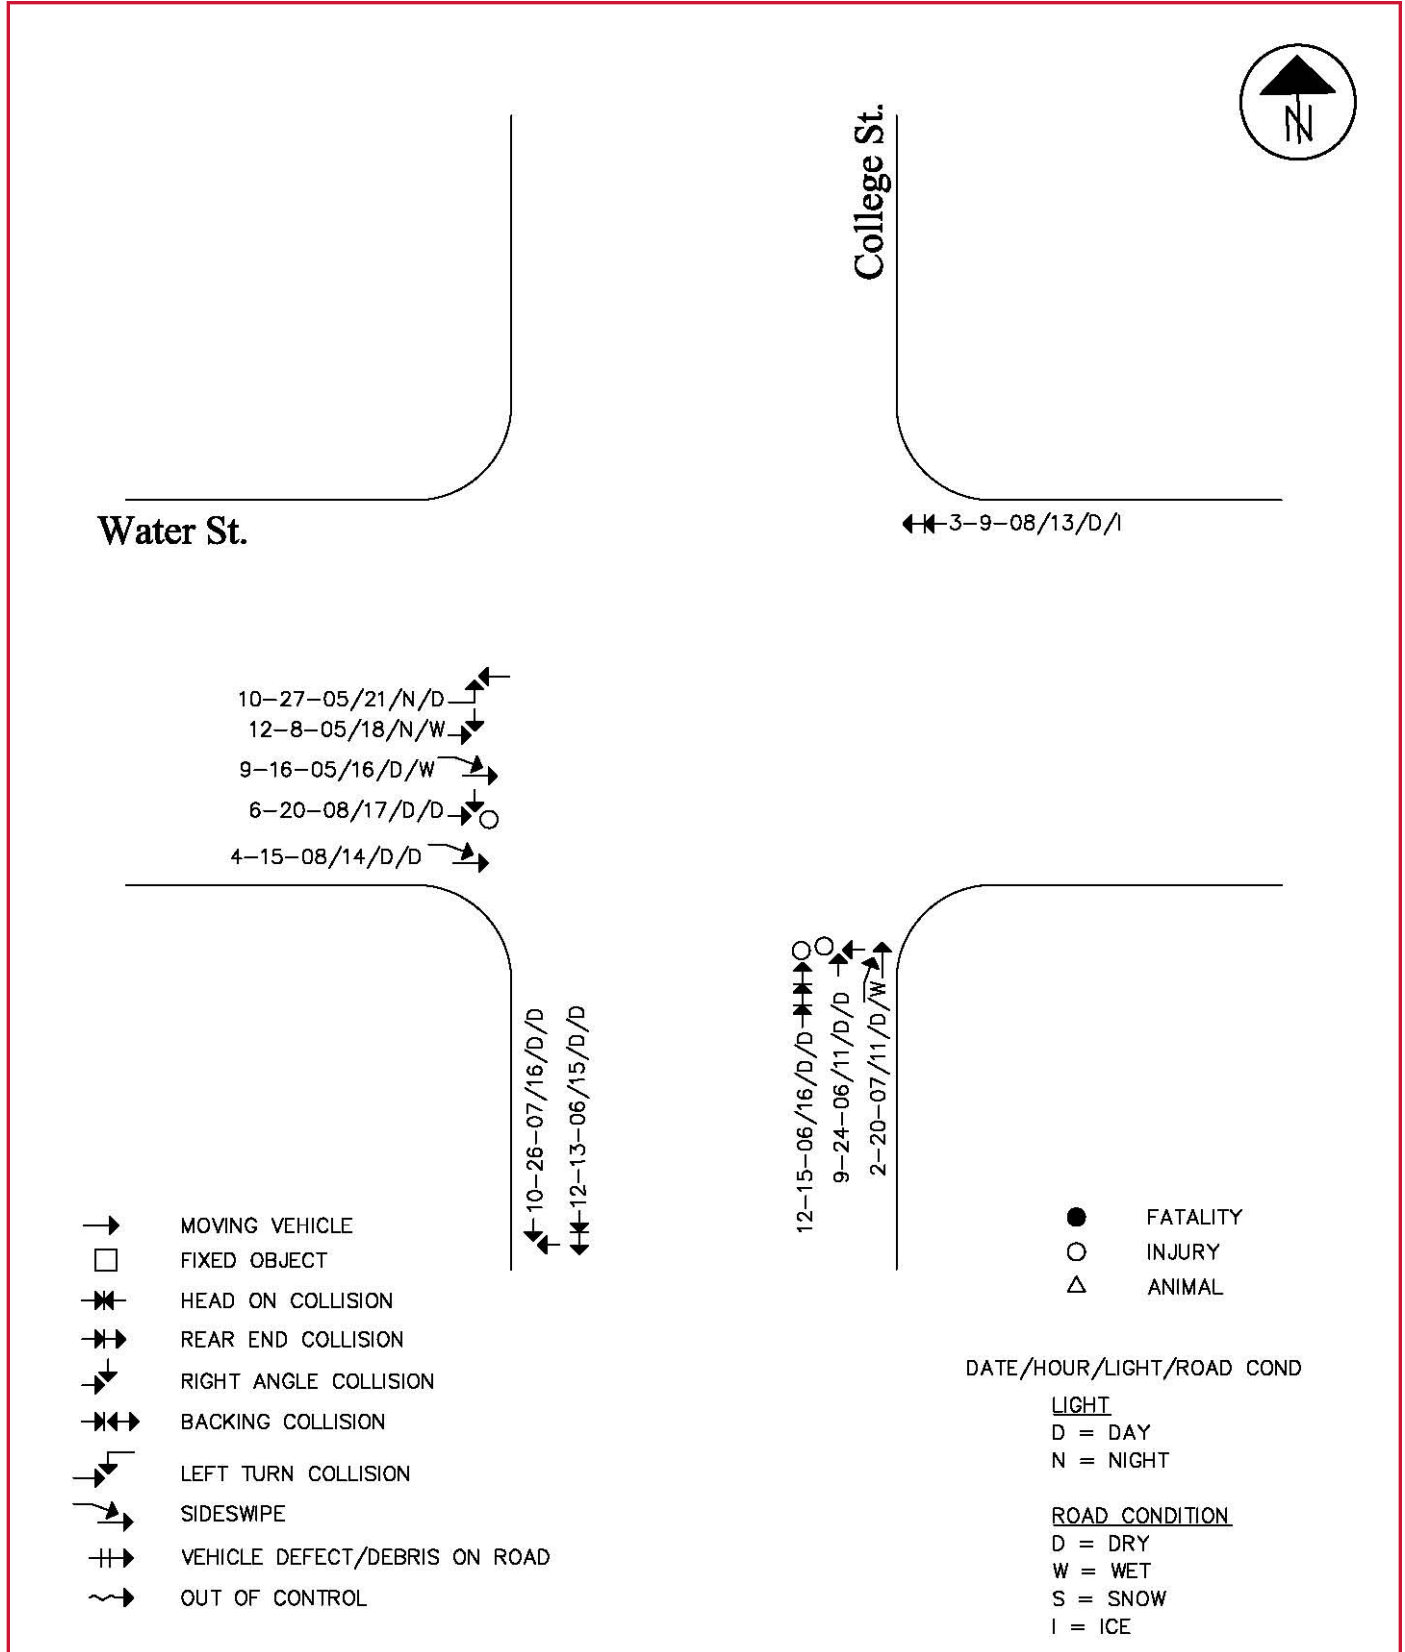 N
College St.
Water St.
3-9-08/13/D/I
10-27-05/21/N/D
12-8-05/18/N/W
9-16-05/16/D/W
6-20-08/17/D/D
4-15-08/14/D/D
10-26-07/16/D/D
12-13-06/15/D/D
12-15-06/16/D/D
9-24-06/11/D/D
2-20-07/11/D/W
MOVING VEHICLE
FIXED OBJECT
HEAD ON COLLISION
REAR END COLLISION
RIGHT ANGLE COLLISION
BACKING COLLISION
LEFT TURN COLLISION
SIDESWIPE
VEHICLE DEFECT/DEBRIS ON ROAD
OUT OF CONTROL
FATALITY
INJURY
ANIMAL
DATE/HOUR/LIGHT/ROAD COND
LIGHT
D = DAY
N = NIGHT
ROAD CONDITION
D = DRY
W = WET
S = SNOW
I = ICE